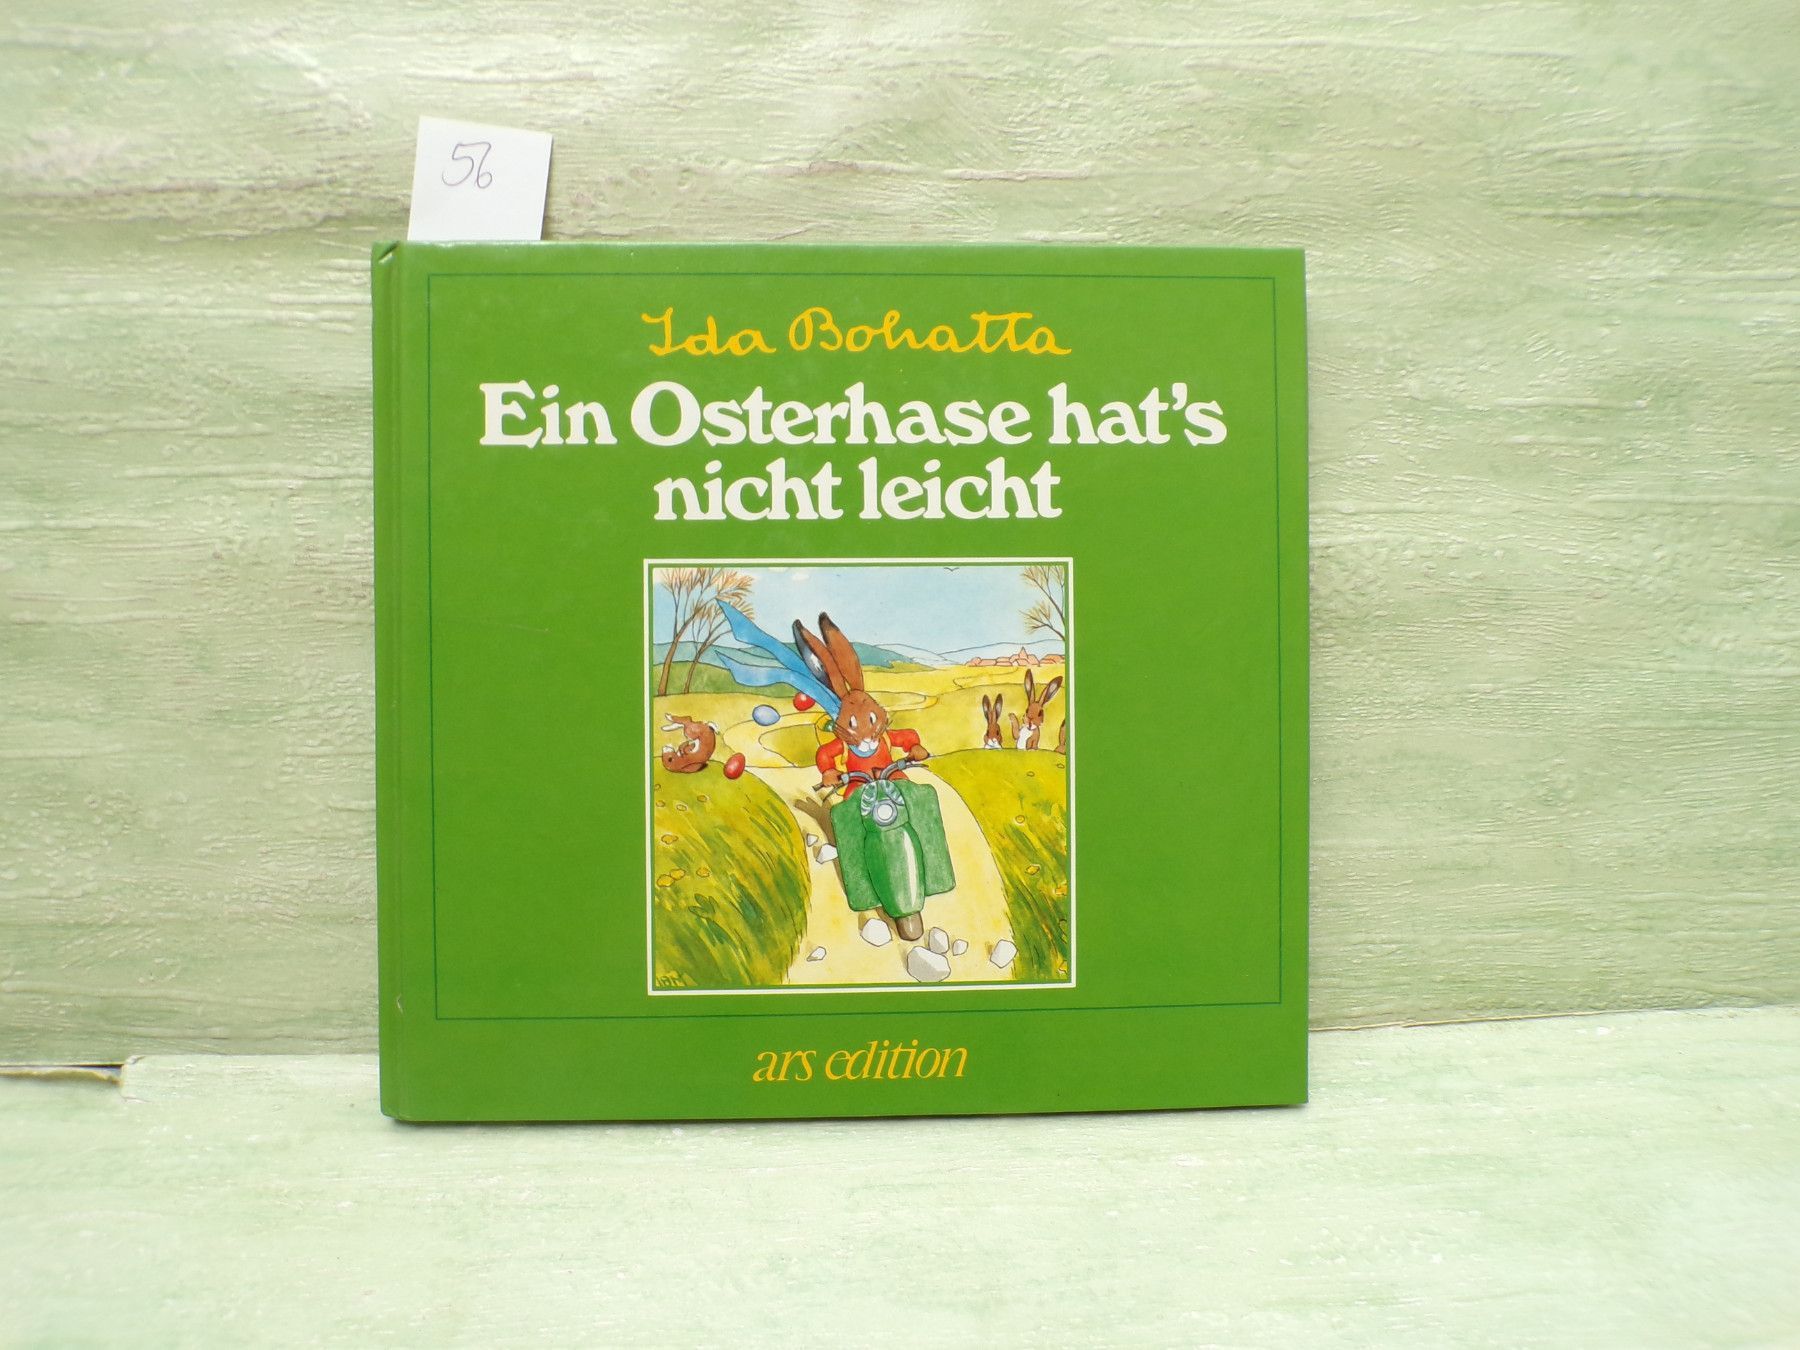 56
Ida Bohatta
Ein Osterhase hat's
nicht leicht
ars edition